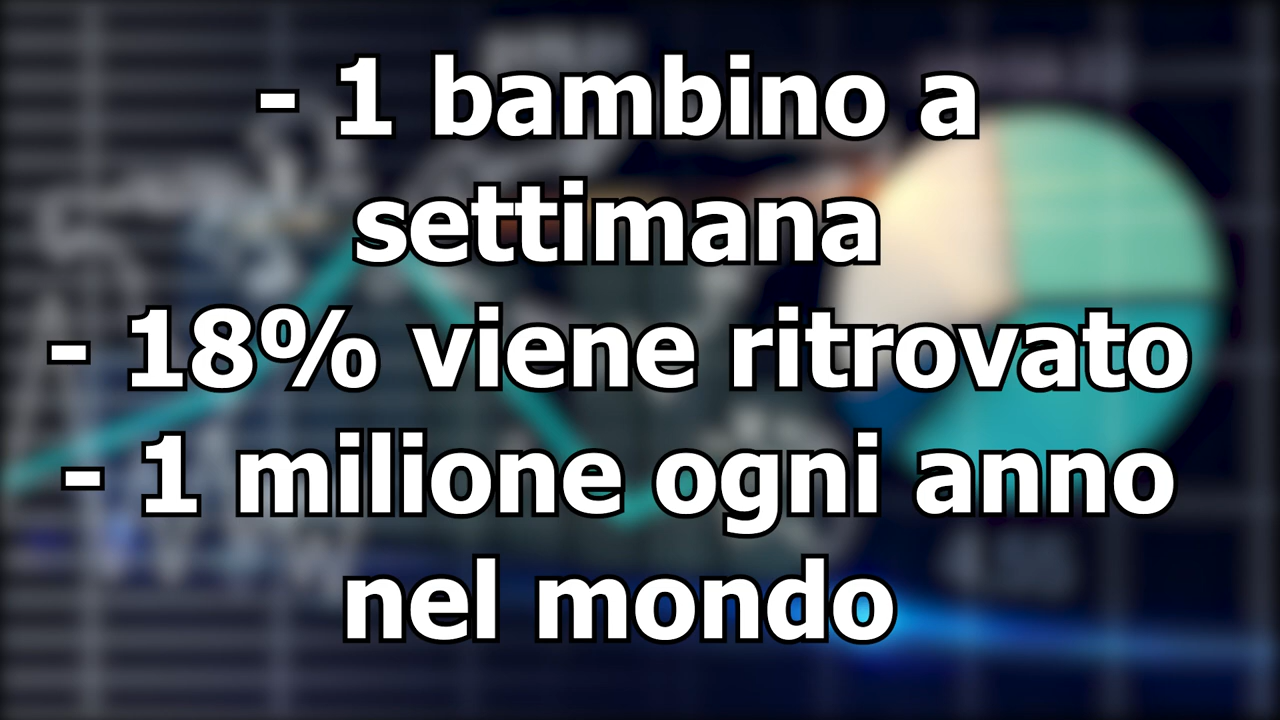 - 1 bambino a
settimana
- 18% viene ritrovato
- 1 milione ogni anno
nel mondo